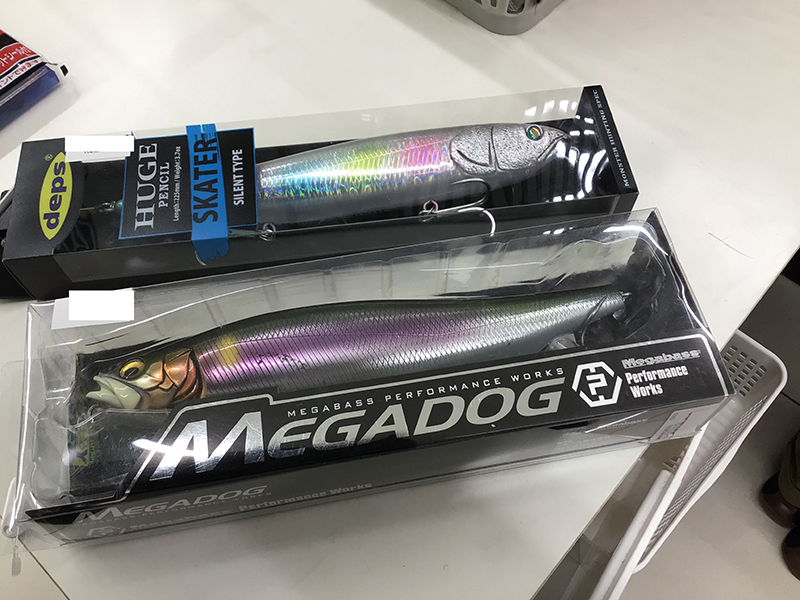 deps®
HUGE
PENCIL
Length:225mm / Weight:3.7oz
SKATER
SILENT TYPE
MONSTER HUNTING SPEC
MEGABASS PERFORMANCE WORKS
MEGADOG
Megabass
Performance
Works
MEGADOG
Performance Works